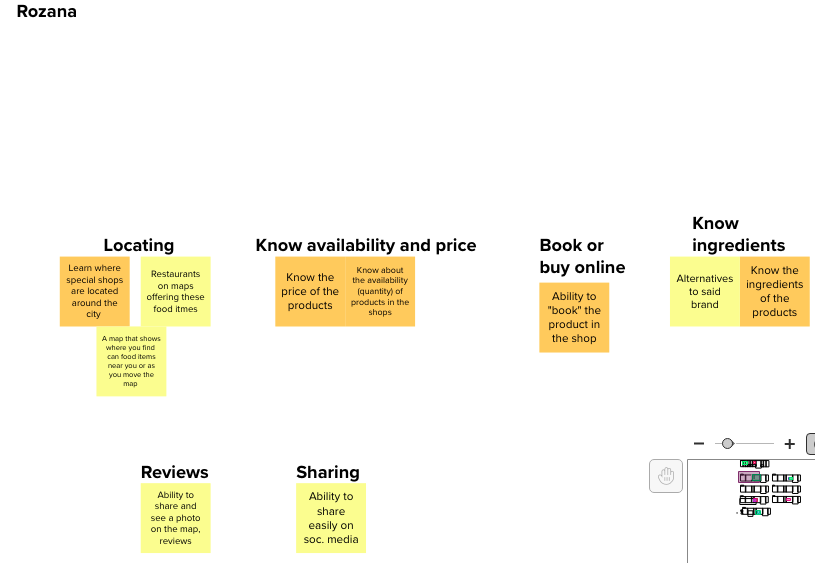 Rozana
Locating
Learn where
special shops
are located
around the
city
Restaurants
on maps
offering these
food itmes
A map that shows
where you find
can food items
near you or as
you move the
map
Know availability and price
Know the
price of the
products
Know about
the availability
(quantity) of
products in the
shops
Book or
buy online
Ability to
"book" the
product in
the shop
Know
ingredients
Alternatives
to said
brand
Know the
ingredients
of the
products
Reviews
Ability to
share and
see a photo
on the map,
reviews
Sharing
Ability to
share
easily on
soc. media